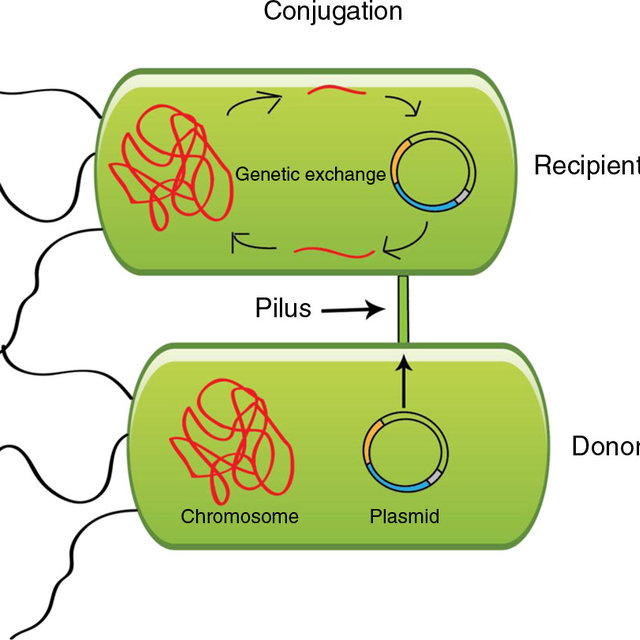 Conjugation
Genetic exchange
Recipient
Pilus
Donor
Chromosome
Plasmid